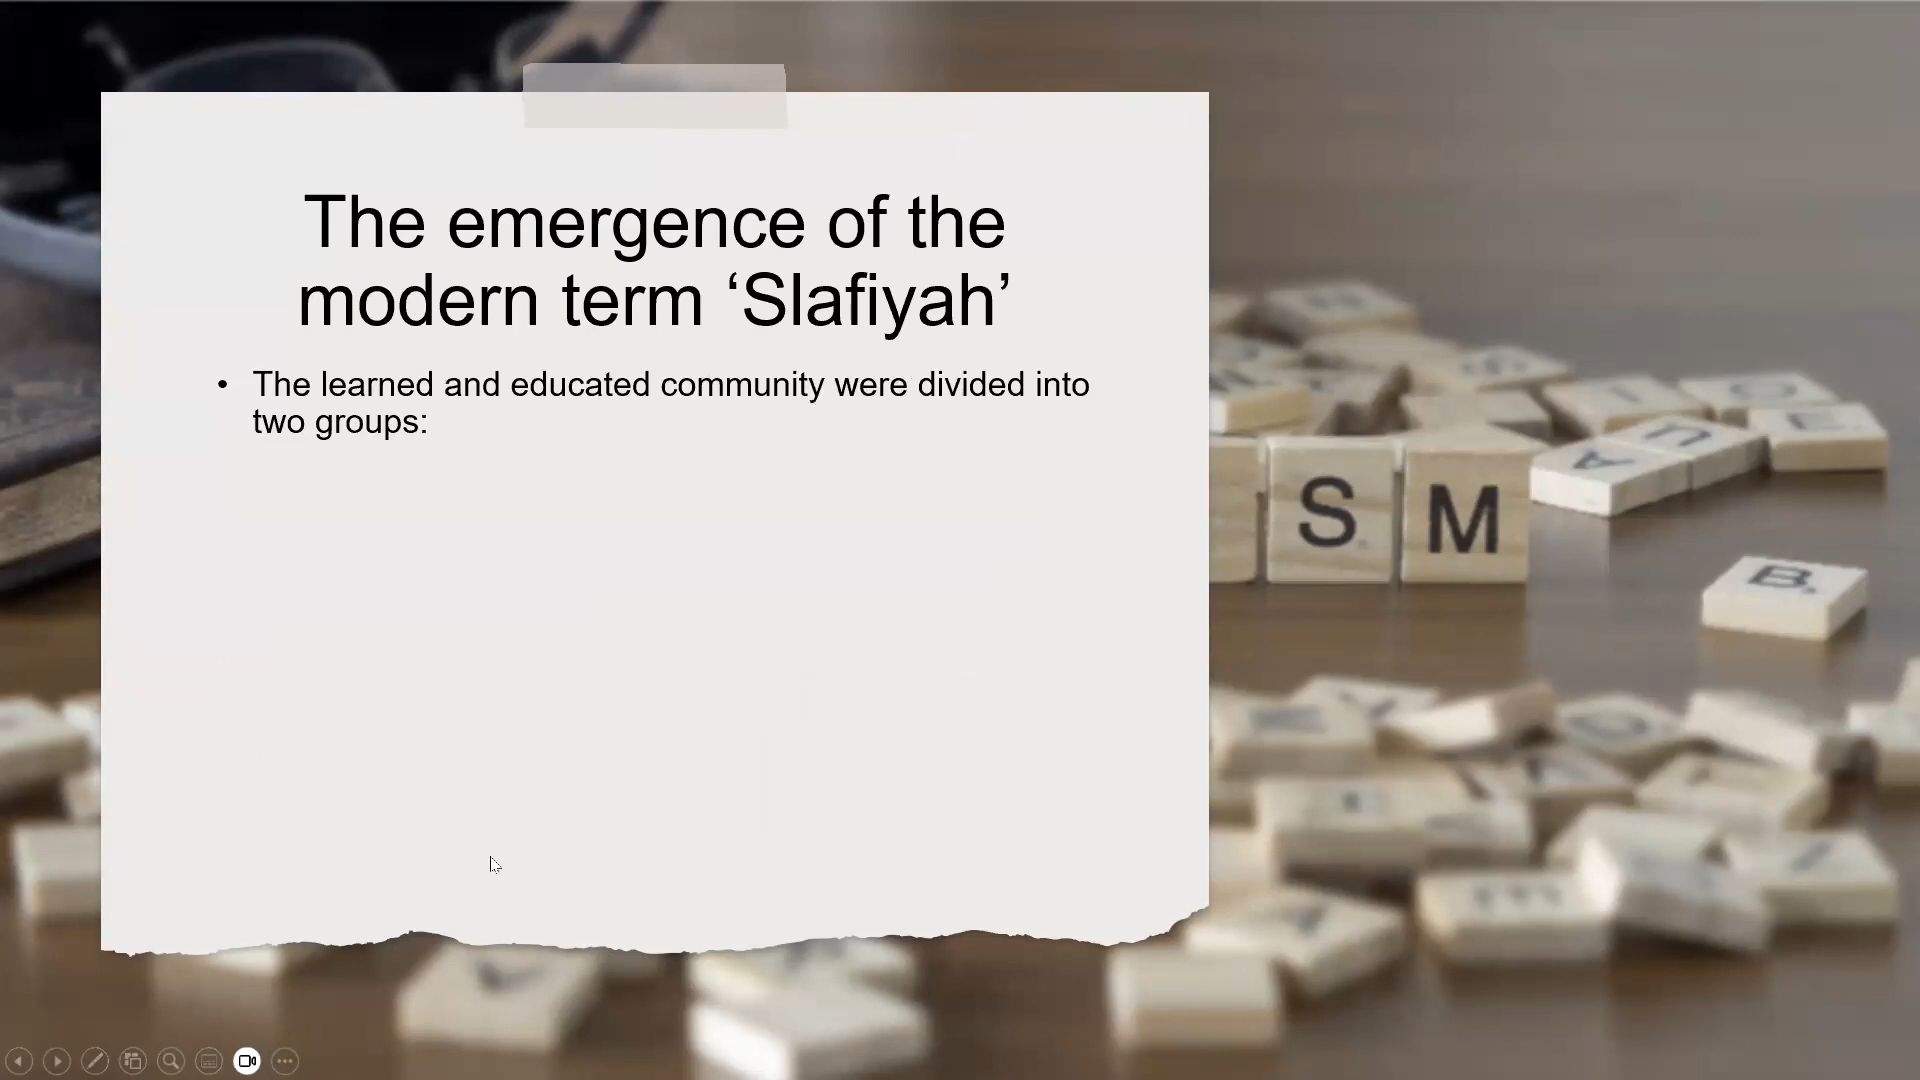 The emergence of the
modern term ‘Slafiyah’
• The learned and educated community were divided into
two groups:
S M
A U
B